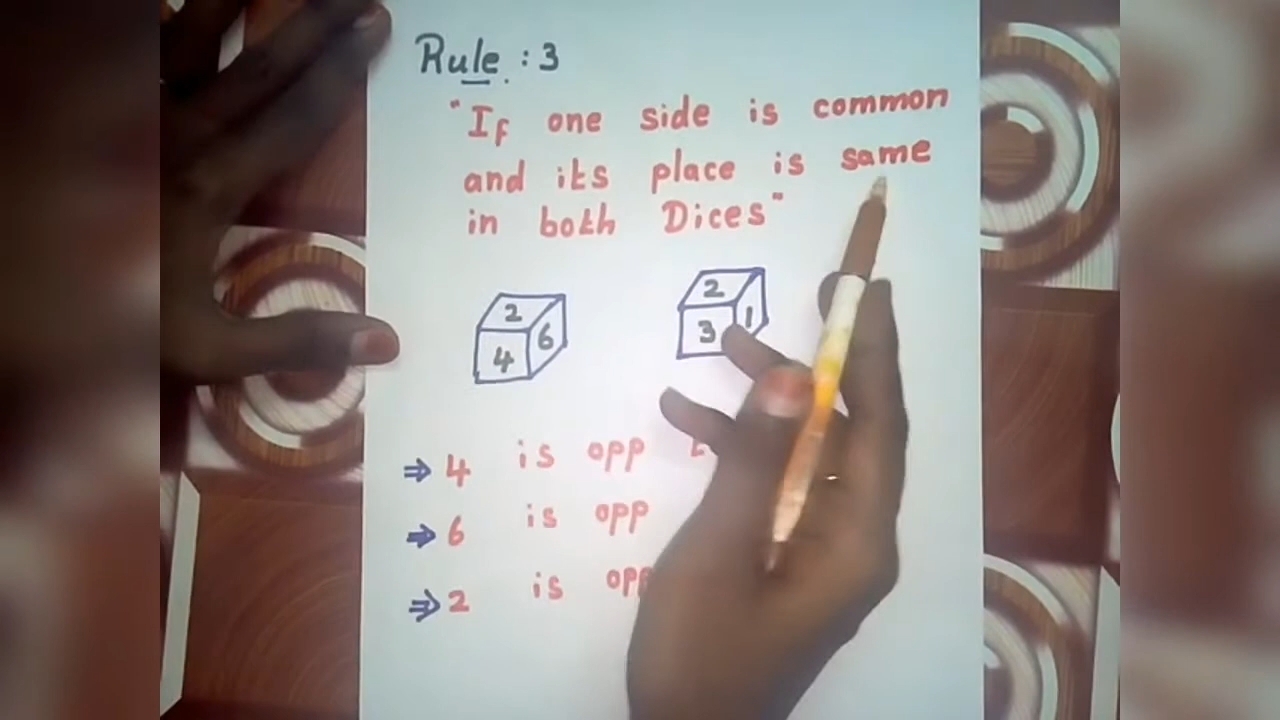 Rule : 3
"If one side is common
and its place is same
in both Dices"
2
4 6
2
3 1
⇒ 4 is opp
⇒ 6 is opp
⇒ 2 is opp